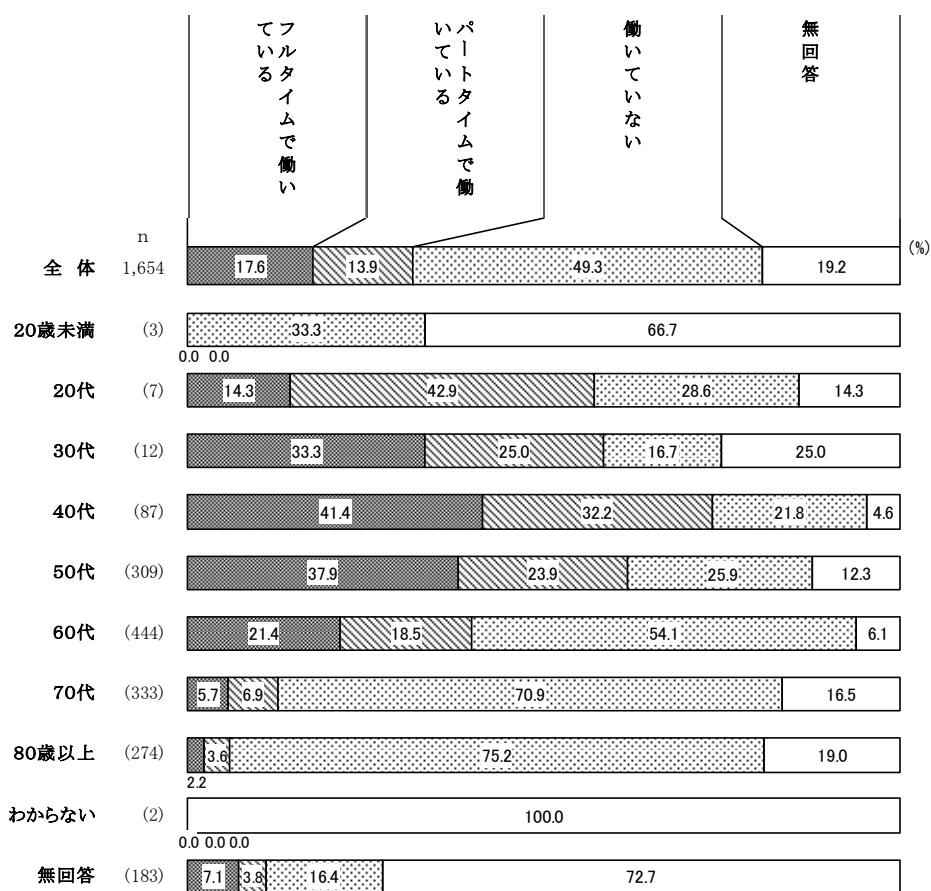 フルタイムで働い
ている
パートタイムで働
いている
働いていない
無回答
n
(%)
全 体 1,654 17.6 13.9 49.3 19.2
20歳未満 (3) 33.3 66.7
0.0 0.0
20代 (7) 14.3 42.9 28.6 14.3
30代 (12) 33.3 25.0 16.7 25.0
40代 (87) 41.4 32.2 21.8 4.6
50代 (309) 37.9 23.9 25.9 12.3
60代 (444) 21.4 18.5 54.1 6.1
70代 (333) 5.7 6.9 70.9 16.5
80歳以上 (274) 3.6 75.2 19.0
2.2
わからない (2) 100.0
0.0 0.0 0.0
無回答 (183) 7.1 3.8 16.4 72.7